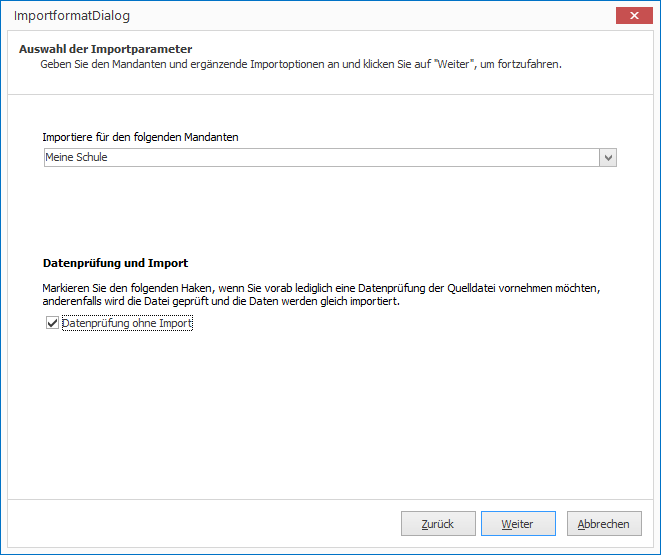 ImportformatDialog
Auswahl der Importparameter
Geben Sie den Mandanten und ergänzende Importoptionen an und klicken Sie auf "Weiter", um fortzufahren.
Importiere für den folgenden Mandanten
Meine Schule
Datenprüfung und Import
Markieren Sie den folgenden Haken, wenn Sie vorab lediglich eine Datenprüfung der Quelldatei vornehmen möchten,
anderenfalls wird die Datei geprüft und die Daten werden gleich importiert.
Datenprüfung ohne Import
Zurück Weiter Abbrechen